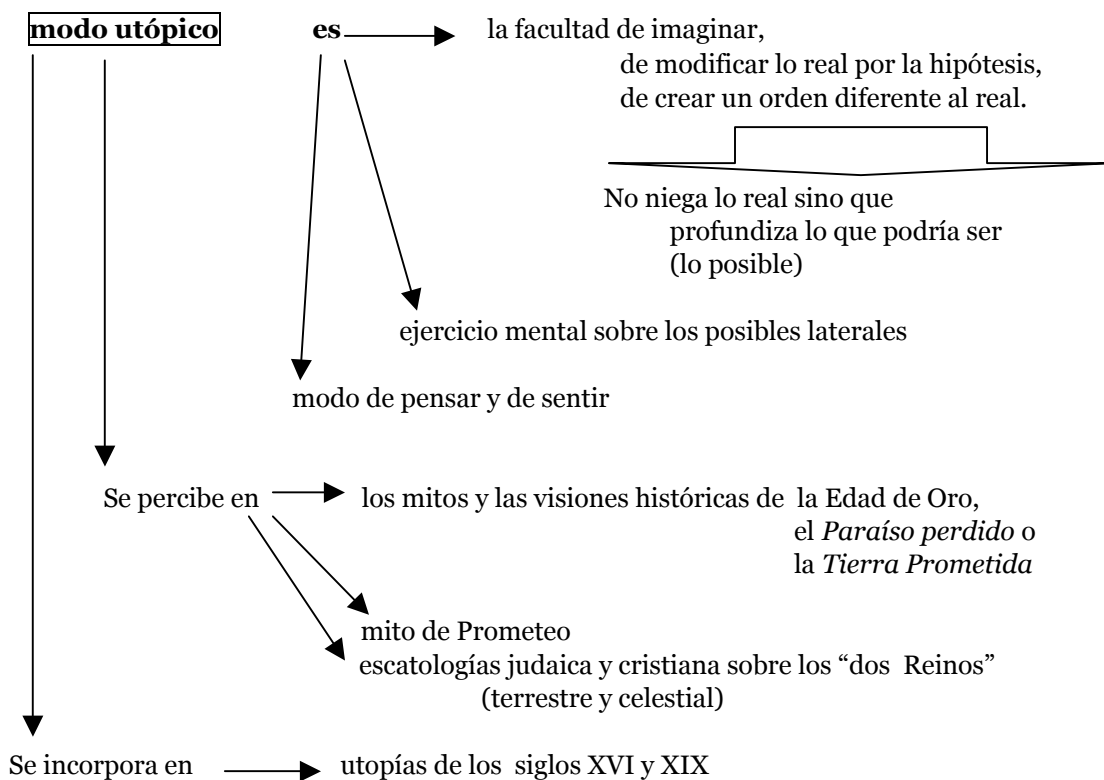 modo utópico es la facultad de imaginar,
de modificar lo real por la hipótesis,
de crear un orden diferente al real.
No niega lo real sino que
profundiza lo que podría ser
(lo posible)
ejercicio mental sobre los posibles laterales
modo de pensar y de sentir
Se percibe en los mitos y las visiones históricas de la Edad de Oro,
el Paraíso perdido o
la Tierra Prometida
mito de Prometeo
escatologías judaica y cristiana sobre los “dos Reinos”
(terrestre y celestial)
Se incorpora en utopías de los siglos XVI y XIX